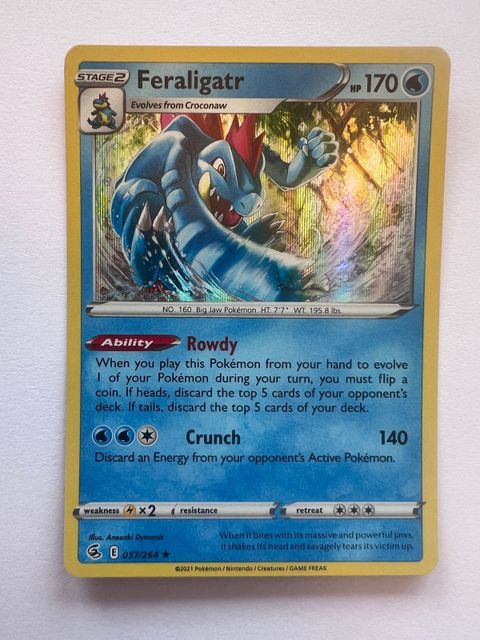 STAGE2 Feraligatr HP 170
Evolves from Croconaw
NO. 160 Big Jaw Pokémon HT: 7'7" WT: 195.8 lbs.
Ability Rowdy
When you play this Pokémon from your hand to evolve
1 of your Pokémon during your turn, you must flip a
coin. If heads, discard the top 5 cards of your opponent's
deck. If tails, discard the top 5 cards of your deck.
Crunch 140
Discard an Energy from your opponent's Active Pokémon.
weakness ×2 resistance retreat
Illus. Anesaki Dynamic
When it bites with its massive and powerful jaws,
it shakes its head and savagely tears its victim up.
E 057/264 ★
©2021 Pokémon / Nintendo / Creatures / GAME FREAK